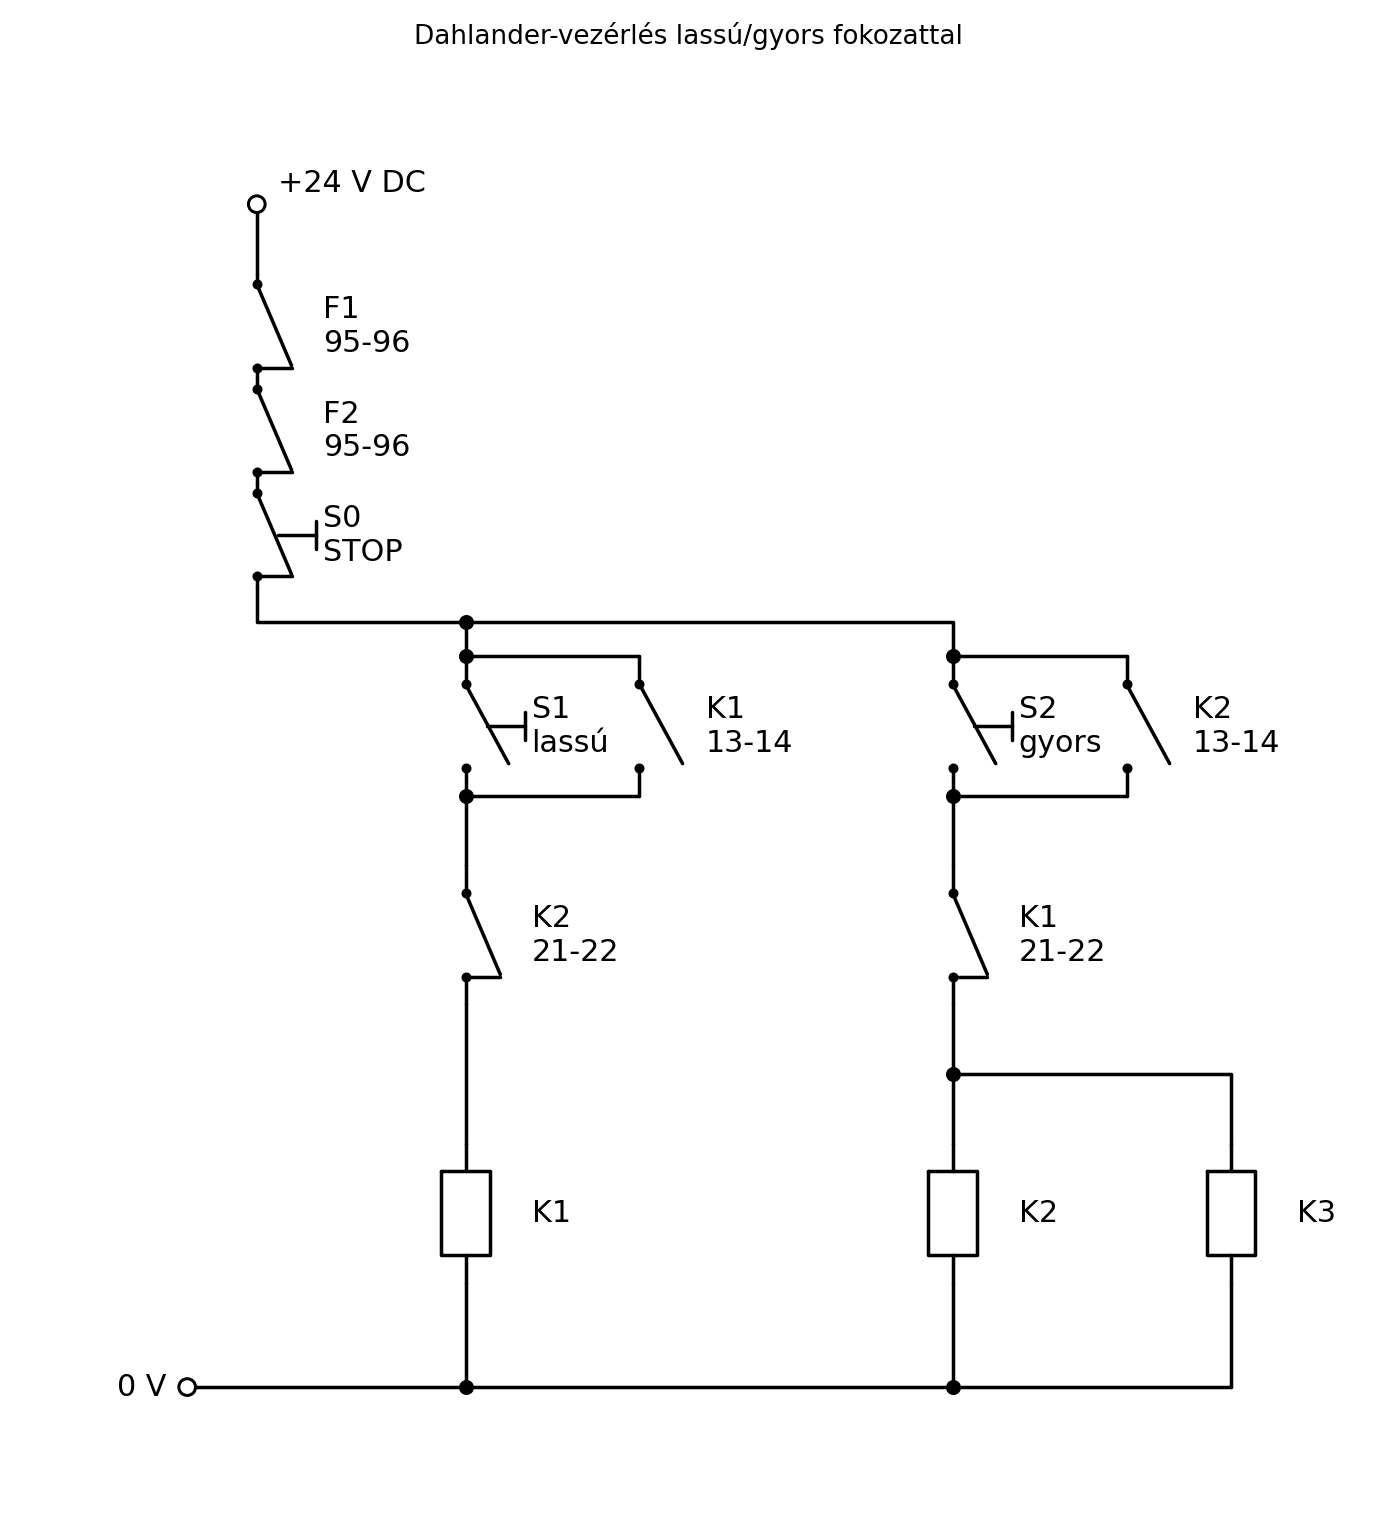 Dahlander-vezérlés lassú/gyors fokozattal
+24 V DC
F1
95-96
F2
95-96
S0
STOP
S1
lassú
K1
13-14
S2
gyors
K2
13-14
K2
21-22
K1
21-22
K1
K2
K3
0 V